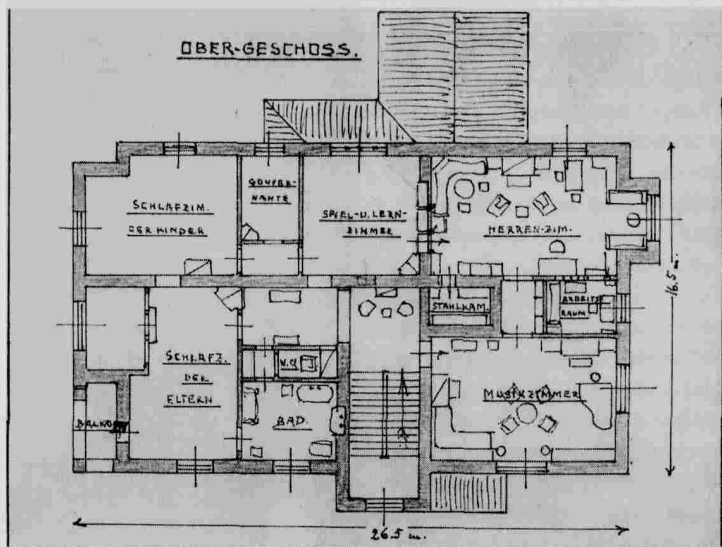 OBER-GESCHOSS.
SCHLAFZIM.
DER KINDER
GOUVER-
NANTE
SPIEL-U.LERN-
ZIMMER
HERREN-ZIM.
16.5 m.
STAHLKAM.
ARBEITS
RAUM
SCHLAFZ.
DER
ELTERN
W.C.
BALKON
BAD.
MUSIKZIMMER
26.5 m.